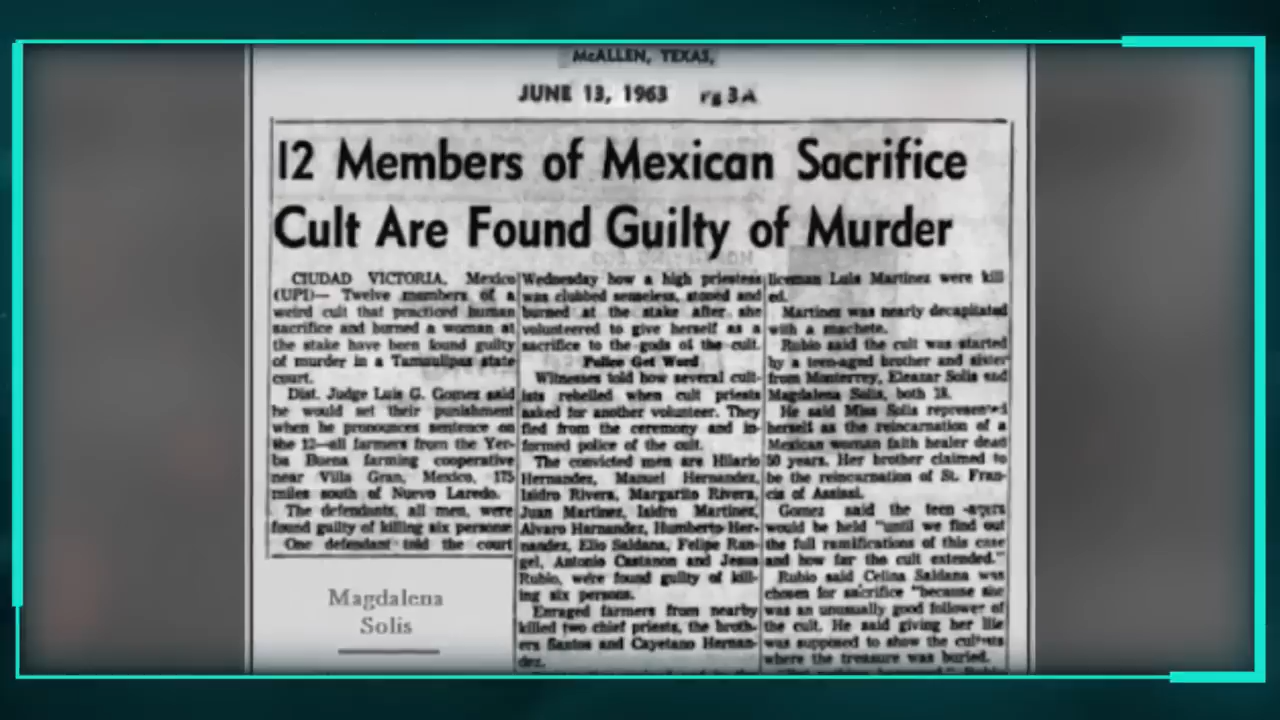 McALLEN, TEXAS,
JUNE 13, 1963 Pg 3A
12 Members of Mexican Sacrifice
Cult Are Found Guilty of Murder
CIUDAD VICTORIA, Mexico
(UPI)— Twelve members of a
weird cult that practiced human
sacrifice and burned a woman at
the stake have been found guilty
of murder in a Tamaulipas state
court.
Dist. Judge Luis G. Gomez said
he would set their punishment
when he pronounces sentence on
the 12—all farmers from the Yer-
ba Buena farming cooperative
near Villa Gran, Mexico, 175
miles south of Nuevo Laredo.
The defendants, all men, were
found guilty of killing six persons.
One defendant told the court
Magdalena
Solis
Wednesday how a high priestess
was clubbed senseless, stoned and
burned at the stake after she
volunteered to give herself as a
sacrifice to the gods of the cult.
Police Get Word
Witnesses told how several cult-
ists rebelled when cult priests
asked for another volunteer. They
fled from the ceremony and in-
formed police of the cult.
The convicted men are Hilario
Hernandez, Manuel Hernandez,
Isidro Rivera, Margarito Rivera,
Juan Martinez, Isidro Martinez,
Alvaro Hernandez, Humberto Her-
nandez, Elio Saldana, Felipe Ran-
gel, Antonio Castanon and Jesus
Rubio, were found guilty of kill-
ing six persons.
Enraged farmers from nearby
killed two chief priests, the broth-
ers Santos and Cayetano Hernan-
dez.
liceman Luis Martinez were kill
ed.
Martinez was nearly decapitated
with a machete.
Rubio said the cult was started
by a teen-aged brother and sister
from Monterrey, Eleazar Solis and
Magdalena Solis, both 18.
He said Miss Solis represented
herself as the reincarnation of a
Mexican woman faith healer dead
50 years. Her brother claimed to
be the reincarnation of St. Fran-
cis of Assissi.
Gomez said the teen -agers
would be held "until we find out
the full ramifications of this case
and how far the cult extended."
Rubio said Celina Saldana was
chosen for sacrifice "because she
was an unusually good follower of
the cult. He said giving her life
was supposed to show the cultists
where the treasure was buried.